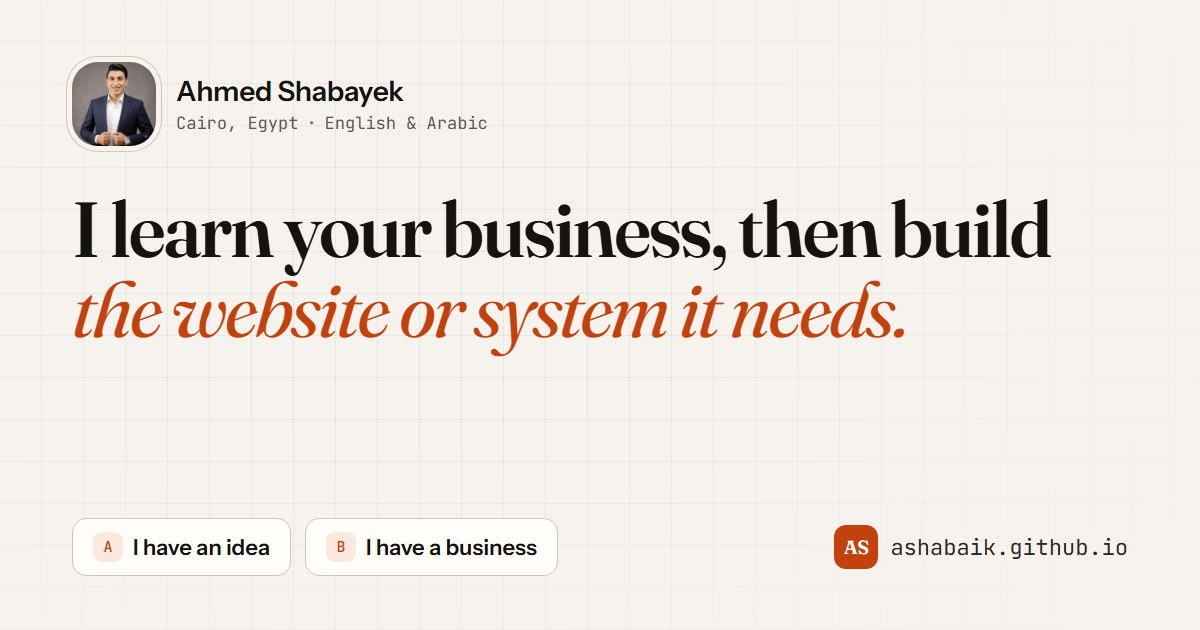 Ahmed Shabayek
Cairo, Egypt · English & Arabic
I learn your business, then build
the website or system it needs.
A I have an idea
B I have a business
AS ashabaik.github.io